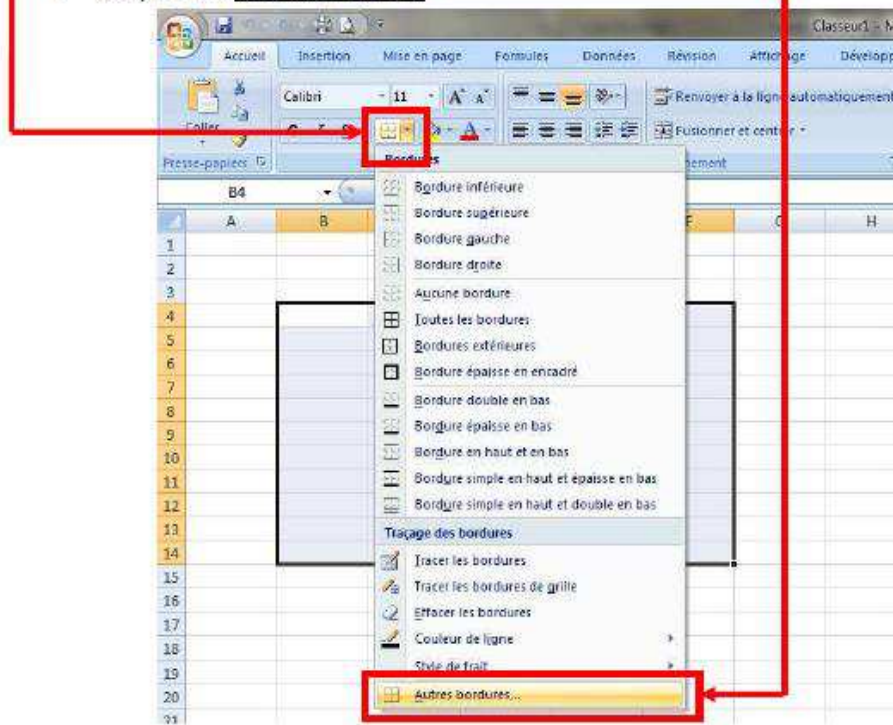 Classeur1 - M
Accueil Insertion Mise en page Formules Données Révision Affichage Développ
Calibri 11 A A Renvoyer à la ligne automatiquement
Coller G I S A Fusionner et centrer
Presse-papiers
B4
Bordures
Bordure inférieure
Bordure supérieure
Bordure gauche
Bordure droite
Aucune bordure
Toutes les bordures
Bordures extérieures
Bordure épaisse en encadré
Bordure double en bas
Bordure épaisse en bas
Bordure en haut et en bas
Bordure simple en haut et épaisse en bas
Bordure simple en haut et double en bas
Traçage des bordures
Tracer les bordures
Tracer les bordures de grille
Effacer les bordures
Couleur de ligne
Style de trait
Autres bordures...
A B F G H
1
2
3
4
5
6
7
8
9
10
11
12
13
14
15
16
17
18
19
20
21